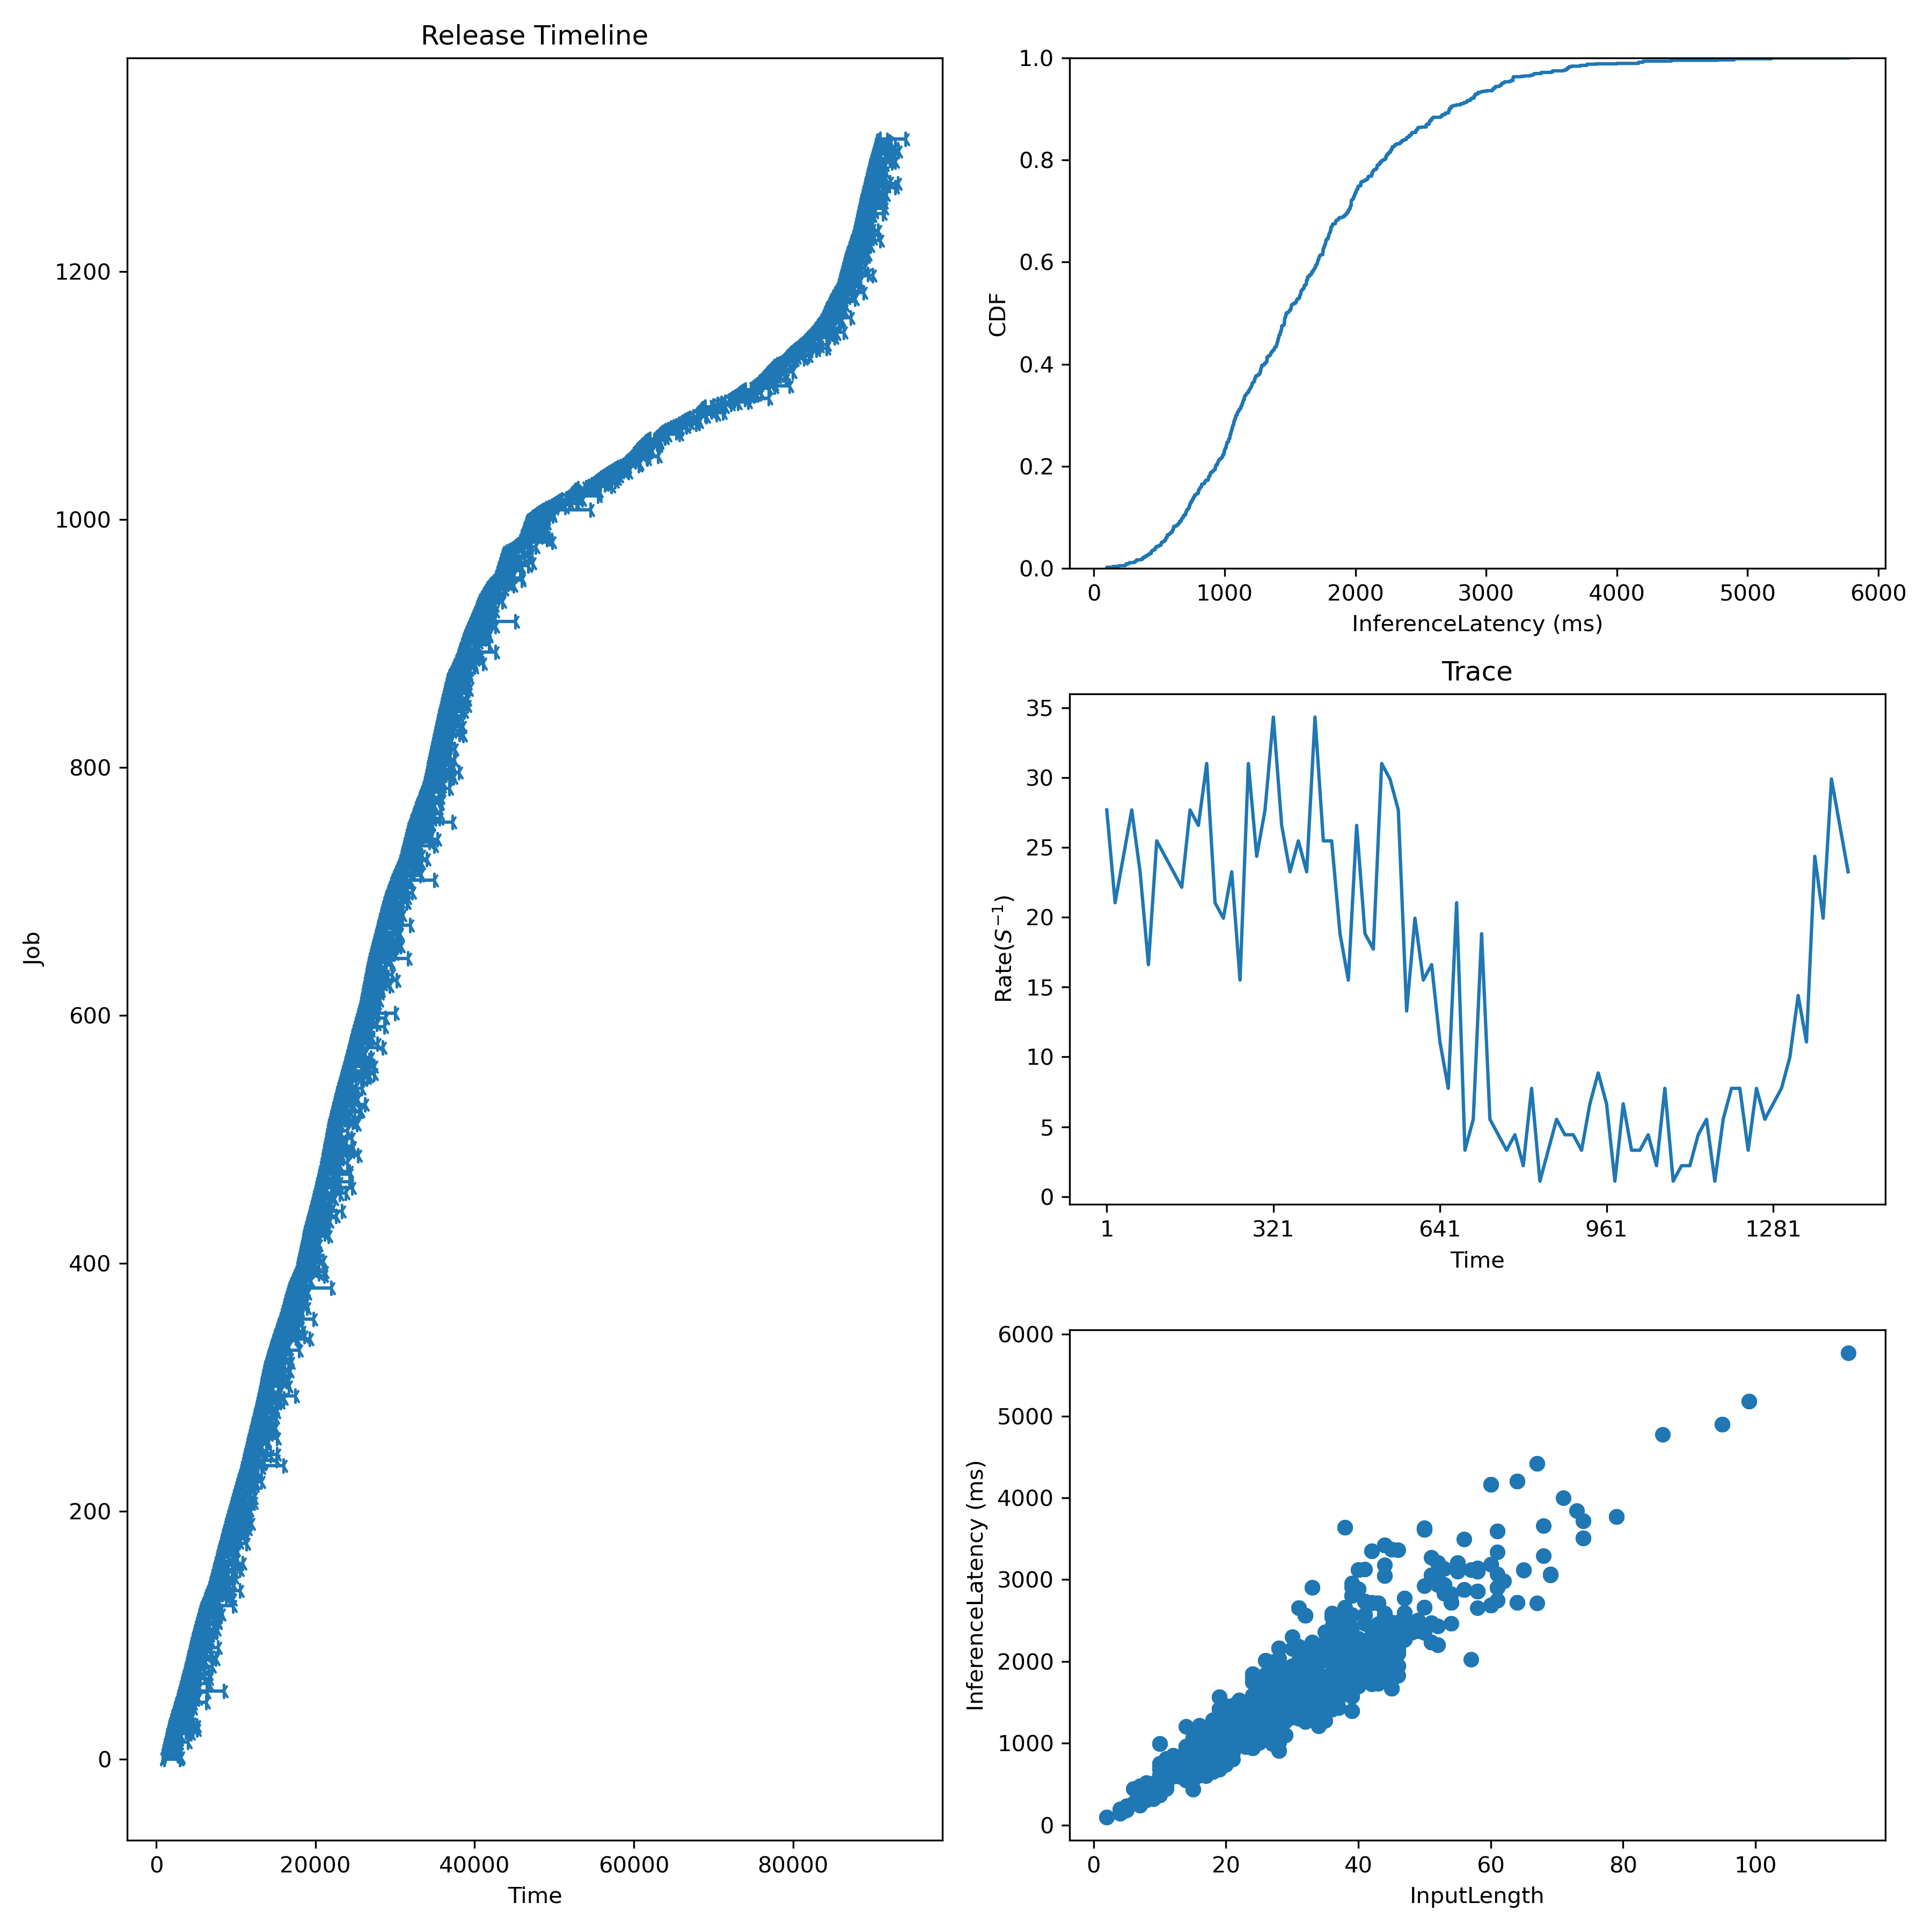 Release Timeline
Job
1200
1000
800
600
400
200
0
0 20000 40000 60000 80000
Time
CDF
1.0
0.8
0.6
0.4
0.2
0.0
0 1000 2000 3000 4000 5000 6000
InferenceLatency (ms)
Trace
Rate(S⁻¹)
35
30
25
20
15
10
5
0
1 321 641 961 1281
Time
InferenceLatency (ms)
6000
5000
4000
3000
2000
1000
0
0 20 40 60 80 100
InputLength